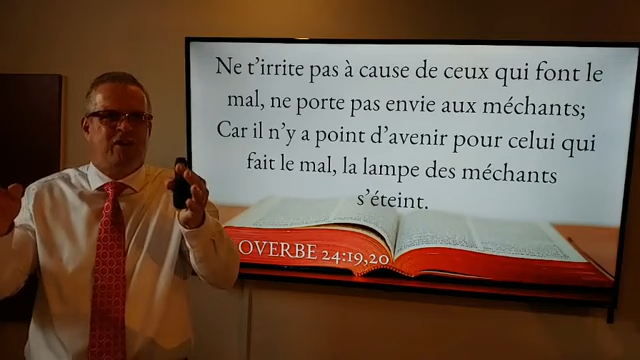 Ne t'irrite pas à cause de ceux qui font le
mal, ne porte pas envie aux méchants;
Car il n'y a point d'avenir pour celui qui
fait le mal, la lampe des méchants
s'éteint.
OVERBE 24:19,20